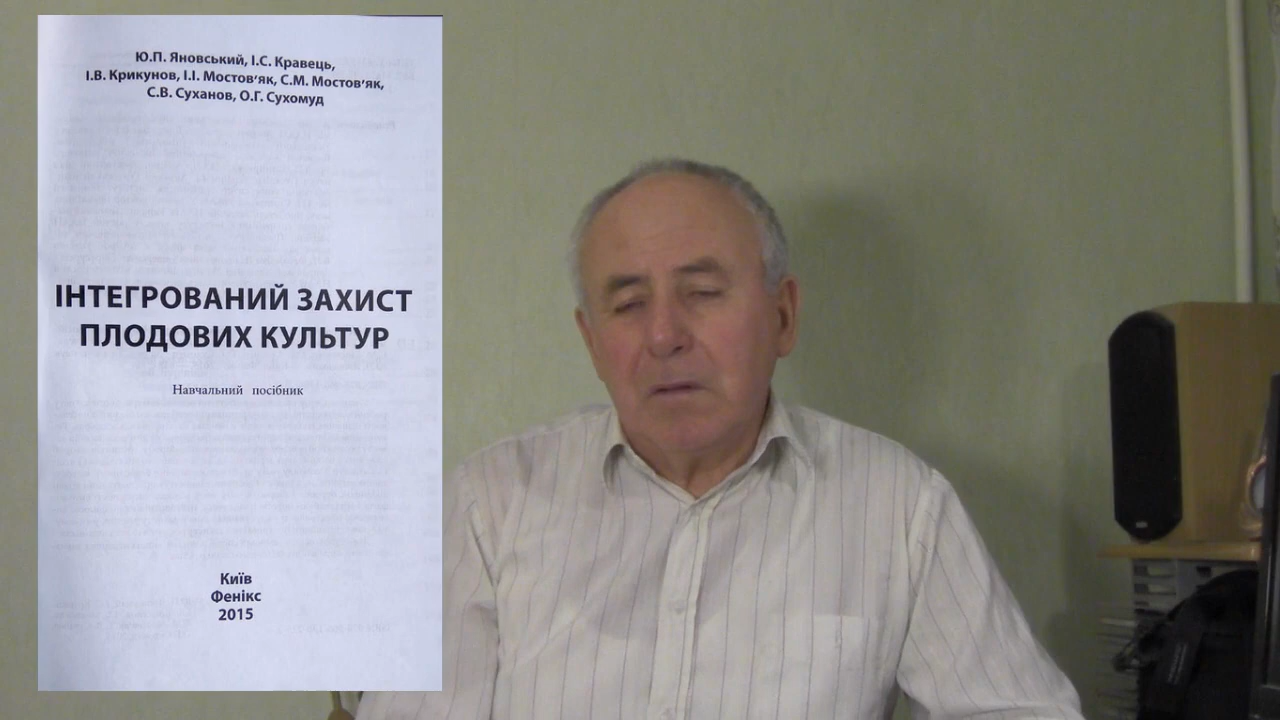 Ю.П. Яновський, І.С. Кравець,
І.В. Крикунов, І.І. Мостов'як, С.М. Мостов'як,
С.В. Суханов, О.Г. Сухомуд
ІНТЕГРОВАНИЙ ЗАХИСТ
ПЛОДОВИХ КУЛЬТУР
Навчальний посібник
Київ
Фенікс
2015